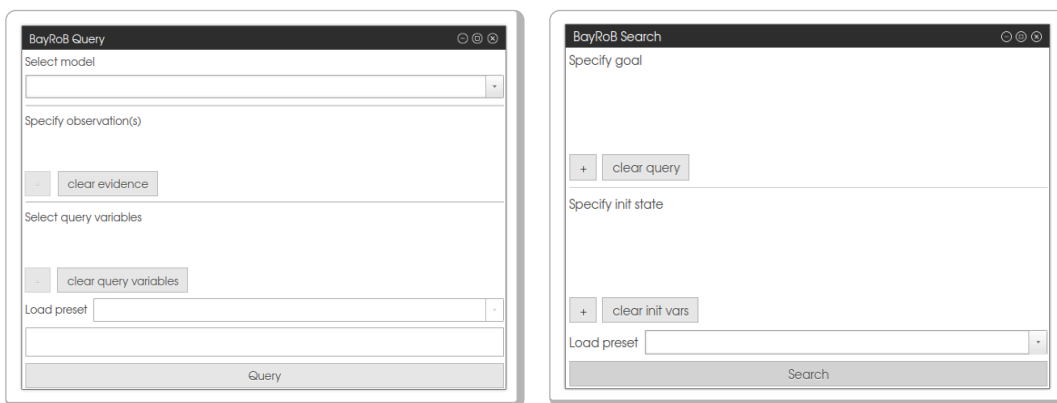 BayRoB Query
Select model
Specify observation(s)
clear evidence
Select query variables
clear query variables
Load preset
Query
BayRoB Search
Specify goal
+ clear query
Specify init state
+ clear init vars
Load preset
Search